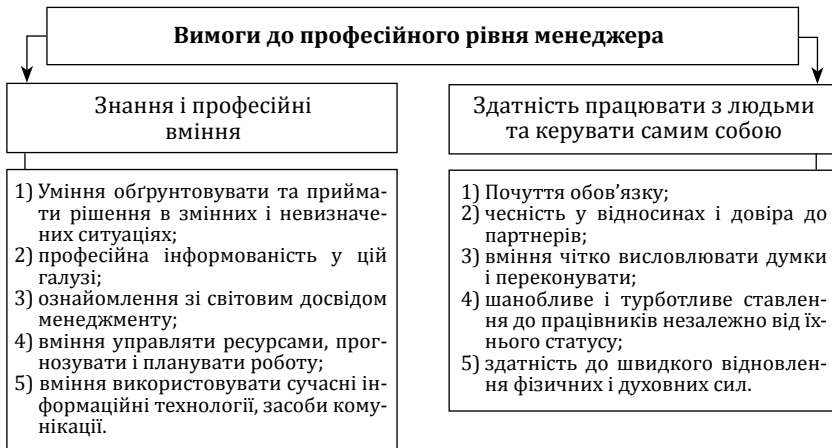 Вимоги до професійного рівня менеджера
Знання і професійні
вміння
1) Уміння обґрунтовувати та прийма-
ти рішення в змінних і невизначе-
них ситуаціях;
2) професійна інформованість у цій
галузі;
3) ознайомлення зі світовим досвідом
менеджменту;
4) вміння управляти ресурсами, прог-
нозувати і планувати роботу;
5) вміння використовувати сучасні ін-
формаційні технології, засоби кому-
нікації.
Здатність працювати з людьми
та керувати самим собою
1) Почуття обов'язку;
2) чесність у відносинах і довіра до
партнерів;
3) вміння чітко висловлювати думки
і переконувати;
4) шанобливе і турботливе ставлен-
ня до працівників незалежно від їх-
нього статусу;
5) здатність до швидкого відновлен-
ня фізичних і духовних сил.